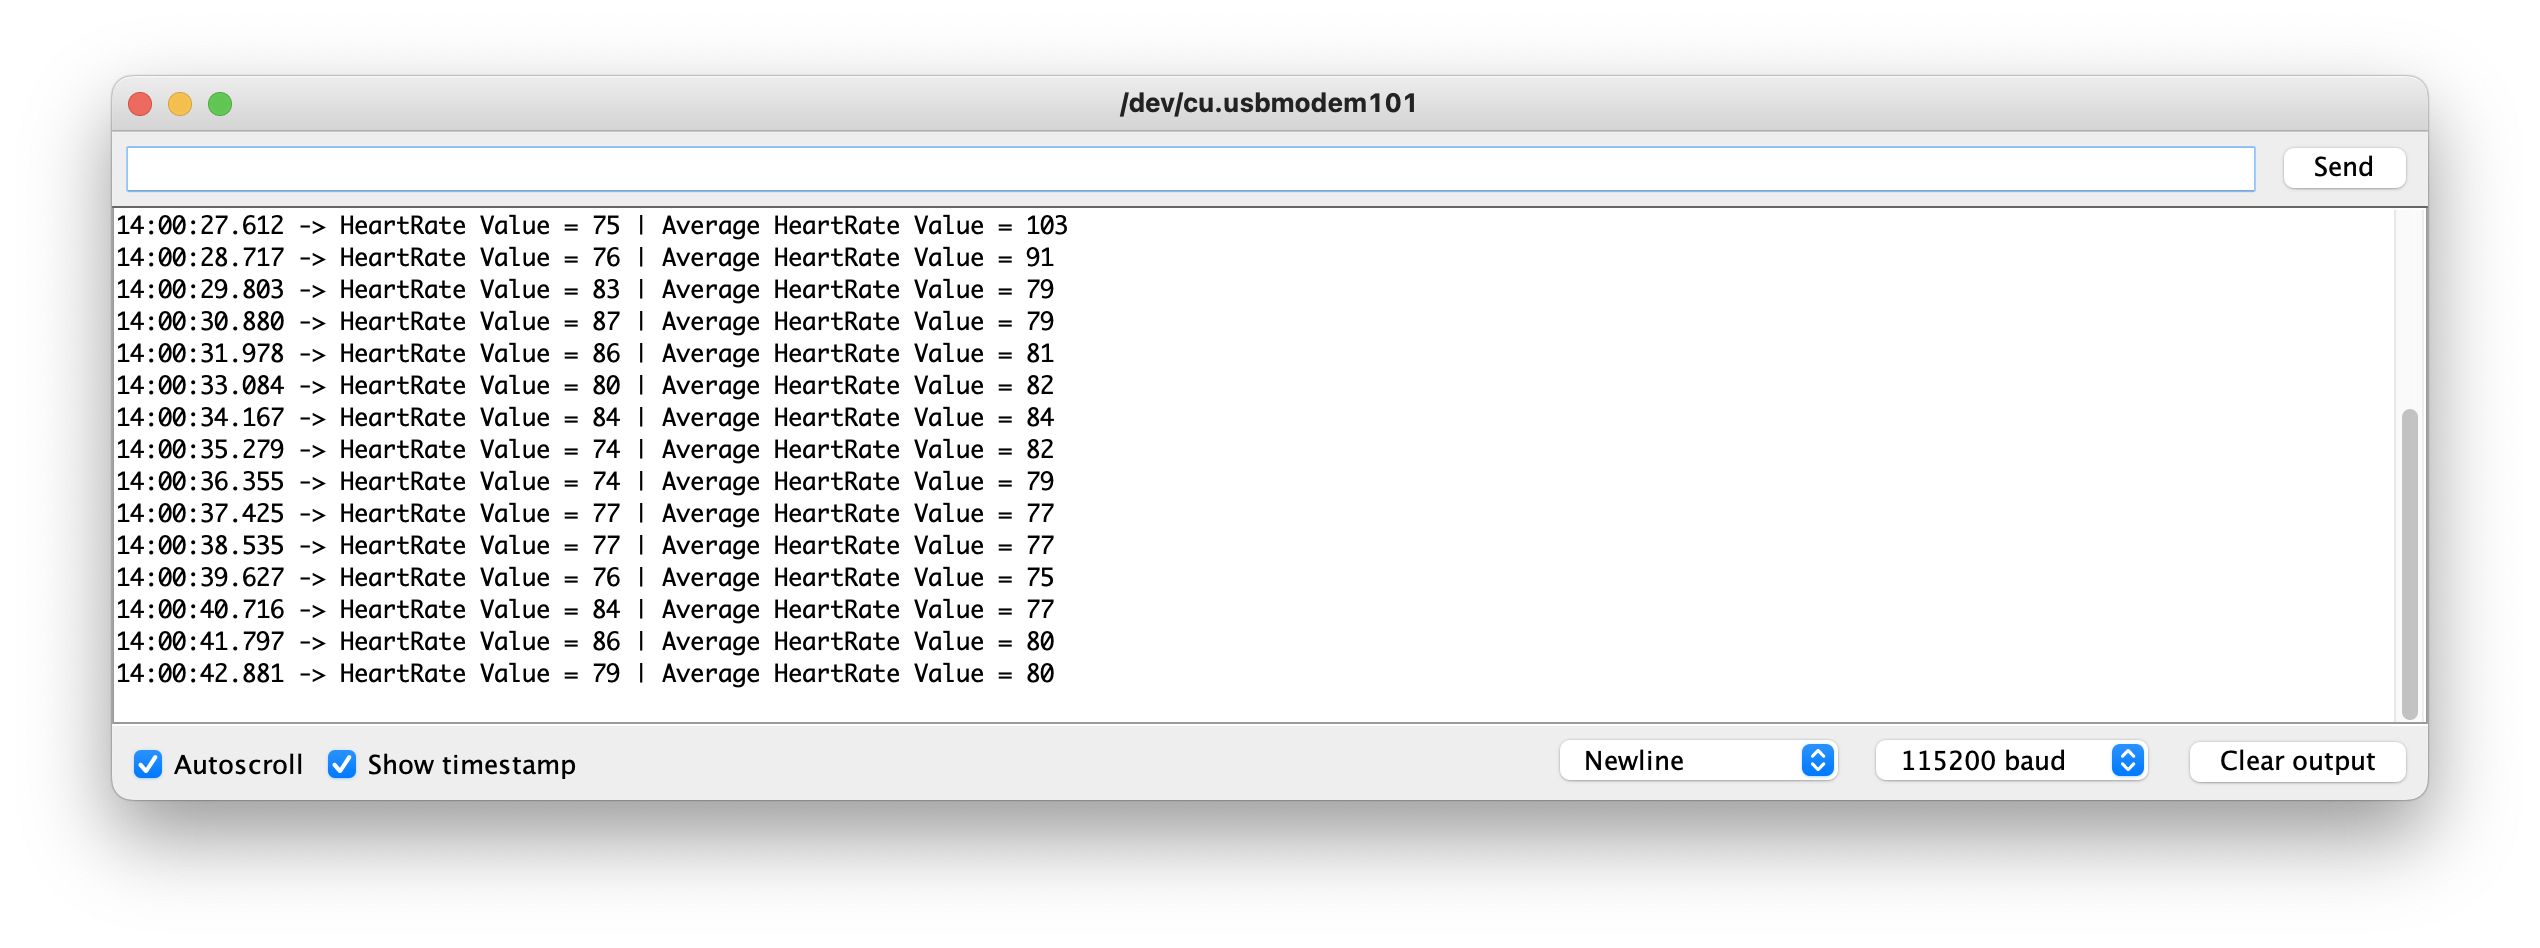 /dev/cu.usbmodem101
Send
14:00:27.612 -> HeartRate Value = 75 | Average HeartRate Value = 103
14:00:28.717 -> HeartRate Value = 76 | Average HeartRate Value = 91
14:00:29.803 -> HeartRate Value = 83 | Average HeartRate Value = 79
14:00:30.880 -> HeartRate Value = 87 | Average HeartRate Value = 79
14:00:31.978 -> HeartRate Value = 86 | Average HeartRate Value = 81
14:00:33.084 -> HeartRate Value = 80 | Average HeartRate Value = 82
14:00:34.167 -> HeartRate Value = 84 | Average HeartRate Value = 84
14:00:35.279 -> HeartRate Value = 74 | Average HeartRate Value = 82
14:00:36.355 -> HeartRate Value = 74 | Average HeartRate Value = 79
14:00:37.425 -> HeartRate Value = 77 | Average HeartRate Value = 77
14:00:38.535 -> HeartRate Value = 77 | Average HeartRate Value = 77
14:00:39.627 -> HeartRate Value = 76 | Average HeartRate Value = 75
14:00:40.716 -> HeartRate Value = 84 | Average HeartRate Value = 77
14:00:41.797 -> HeartRate Value = 86 | Average HeartRate Value = 80
14:00:42.881 -> HeartRate Value = 79 | Average HeartRate Value = 80
Autoscroll Show timestamp Newline 115200 baud Clear output